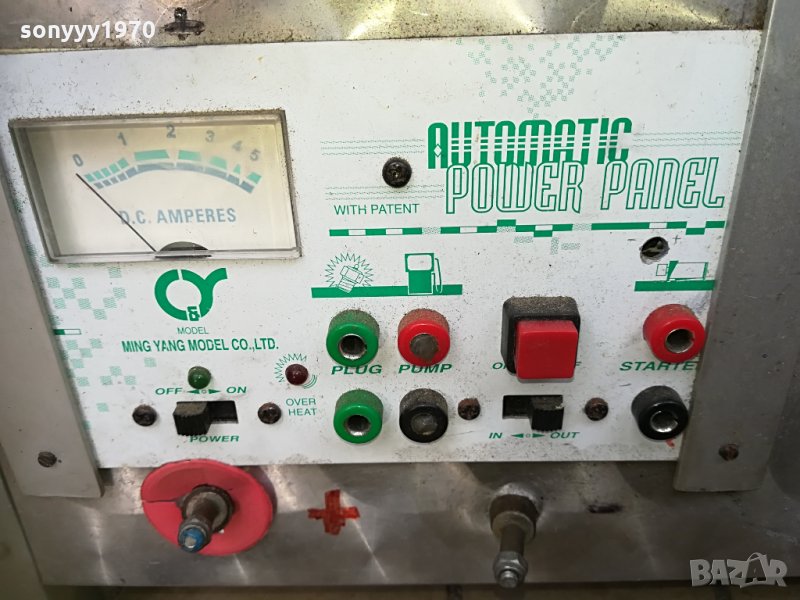 sonyyy1970
0 1 2 3 4 5
D.C. AMPERES
AUTOMATIC
POWER PANEL
WITH PATENT
- +
C&Y
MODEL
MING YANG MODEL CO.,LTD.
PLUG PUMP
STARTE
OFF ON
OVER
HEAT
POWER
IN OUT
+
BAZAR